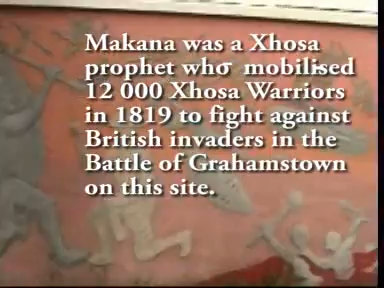 Makana was a Xhosa
prophet who mobilised
12 000 Xhosa Warriors
in 1819 to fight against
British invaders in the
Battle of Grahamstown
on this site.